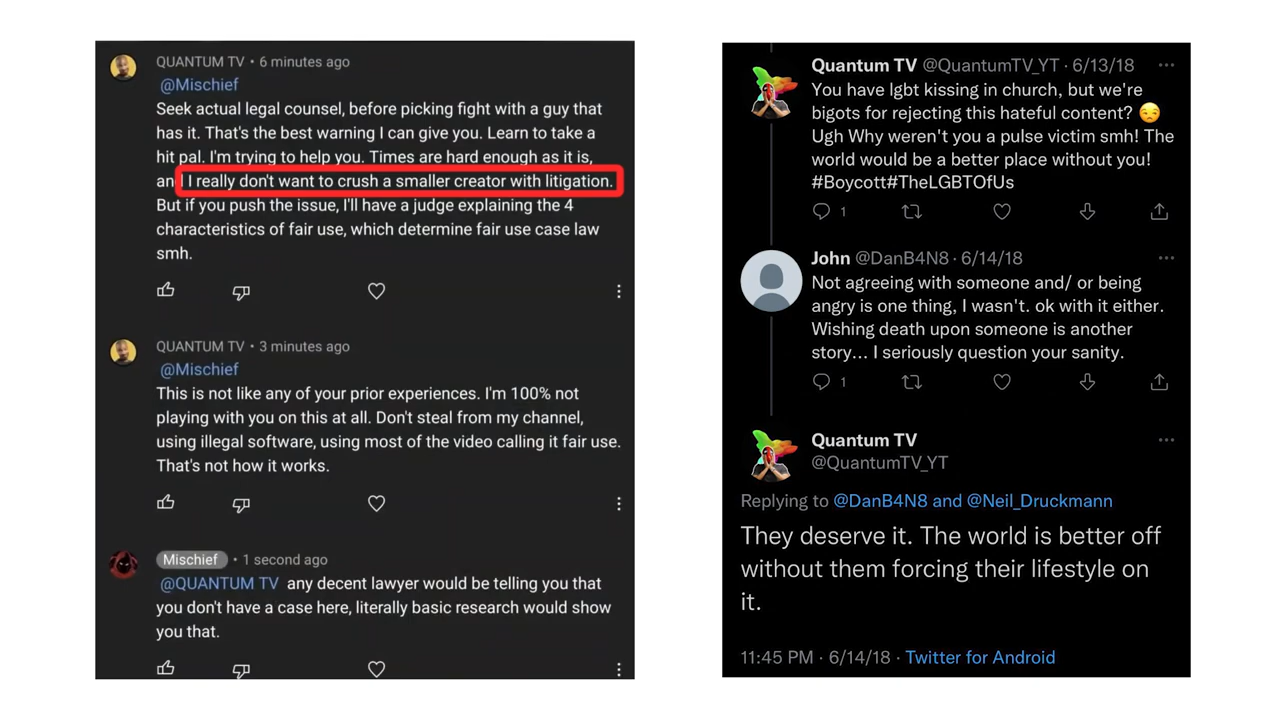 QUANTUM TV • 6 minutes ago
@Mischief
Seek actual legal counsel, before picking fight with a guy that
has it. That's the best warning I can give you. Learn to take a
hit pal. I'm trying to help you. Times are hard enough as it is,
and I really don't want to crush a smaller creator with litigation.
But if you push the issue, I'll have a judge explaining the 4
characteristics of fair use, which determine fair use case law
smh.
QUANTUM TV • 3 minutes ago
@Mischief
This is not like any of your prior experiences. I'm 100% not
playing with you on this at all. Don't steal from my channel,
using illegal software, using most of the video calling it fair use.
That's not how it works.
Mischief • 1 second ago
@QUANTUM TV any decent lawyer would be telling you that
you don't have a case here, literally basic research would show
you that.
Quantum TV @QuantumTV_YT · 6/13/18
You have lgbt kissing in church, but we're
bigots for rejecting this hateful content? 😒
Ugh Why weren't you a pulse victim smh! The
world would be a better place without you!
#Boycott#TheLGBTOfUs
1
John @DanB4N8 · 6/14/18
Not agreeing with someone and/ or being
angry is one thing, I wasn't. ok with it either.
Wishing death upon someone is another
story... I seriously question your sanity.
1
Quantum TV
@QuantumTV_YT
Replying to @DanB4N8 and @Neil_Druckmann
They deserve it. The world is better off
without them forcing their lifestyle on
it.
11:45 PM · 6/14/18 · Twitter for Android